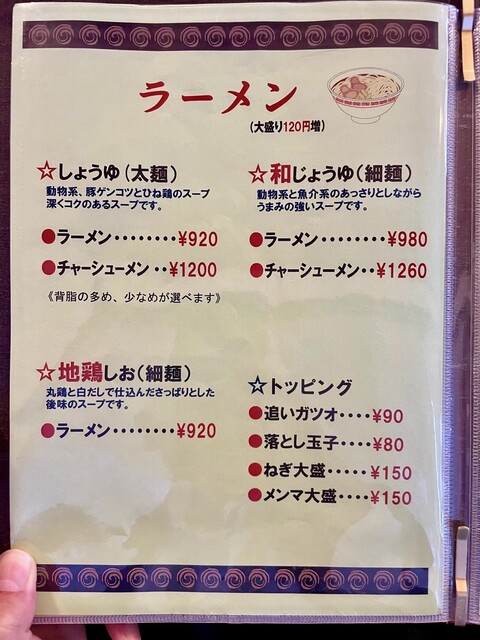 ラーメン
(大盛り120円増)
☆しょうゆ(太麺)
動物系、豚ゲンコツとひね鶏のスープ
深くコクのあるスープです。
●ラーメン‥‥‥‥¥920
●チャーシューメン‥¥1200
《背脂の多め、少なめが選べます》
☆和じょうゆ(細麺)
動物系と魚介系のあっさりとしながら
うまみの強いスープです。
●ラーメン‥‥‥‥¥980
●チャーシューメン‥¥1260
☆地鶏しお(細麺)
丸鶏と白だしで仕込んださっぱりとした
後味のスープです。
●ラーメン‥‥‥‥¥920
☆トッピング
●追いガツオ‥‥¥90
●落とし玉子‥‥¥80
●ねぎ大盛‥‥‥¥150
●メンマ大盛‥‥¥150